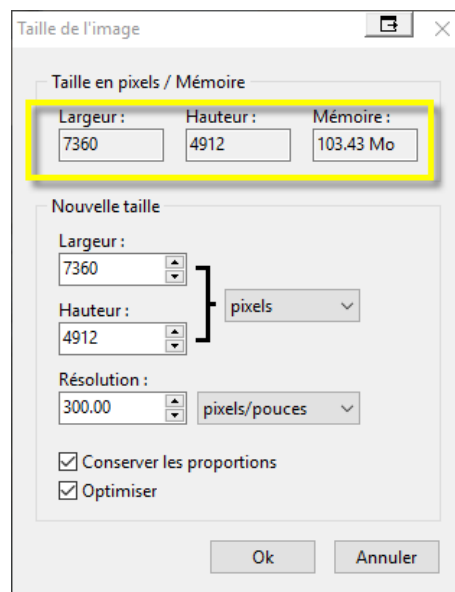 Taille de l'image
Taille en pixels / Mémoire
Largeur : Hauteur : Mémoire :
7360 4912 103.43 Mo
Nouvelle taille
Largeur :
7360
pixels
Hauteur :
4912
Résolution :
300.00 pixels/pouces
Conserver les proportions
Optimiser
Ok Annuler